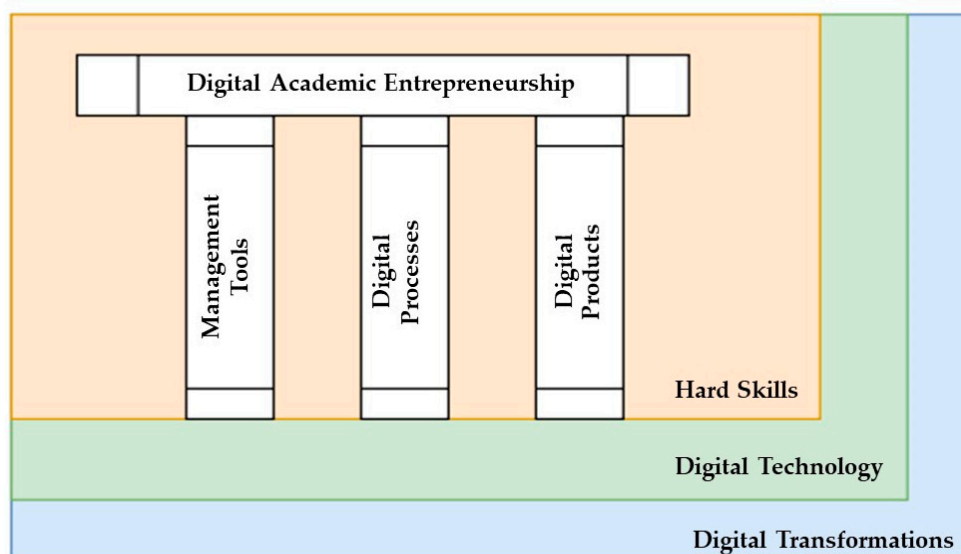 Digital Academic Entrepreneurship
Management
Tools
Digital
Processes
Digital
Products
Hard Skills
Digital Technology
Digital Transformations